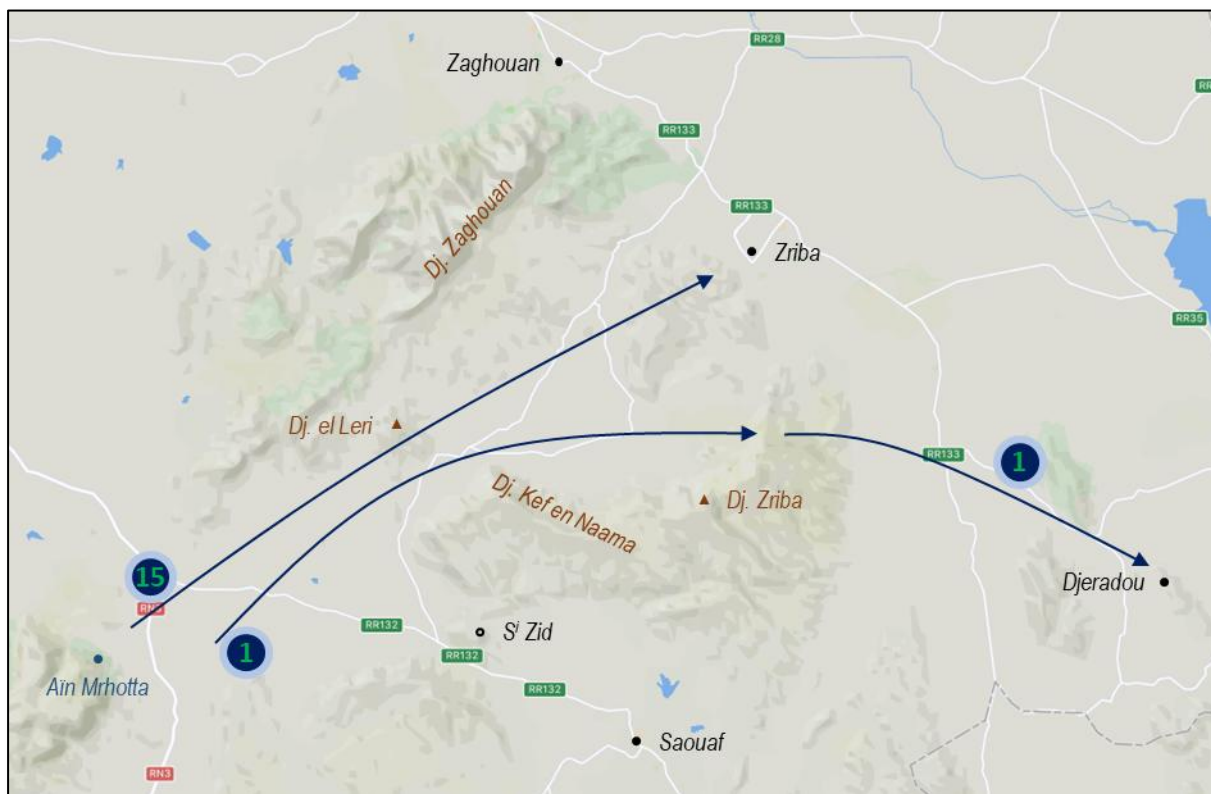 RR28
Zaghouan
RR
RR133
Dj. Zaghouan
RR133
Zriba
RR35
Dj. el Leri
RR133
1
Dj. Kef en Naama
Dj. Zriba
15
Djeradou
RR132
Sⁱ Zid
1
RR132
Aïn Mrhotta
RR132
Saouaf
RN3